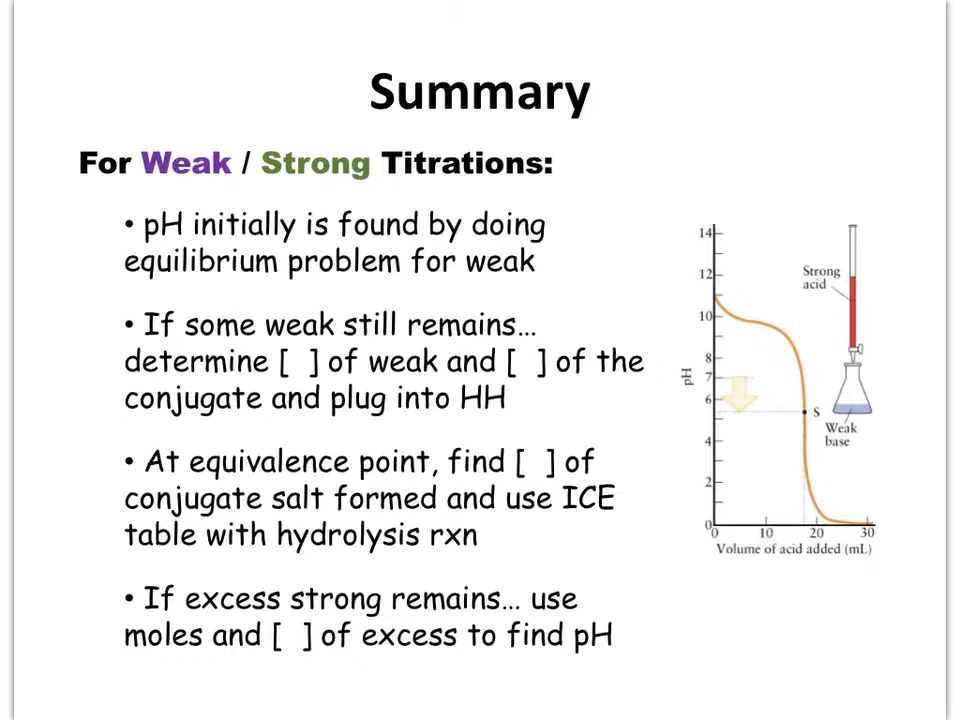 Summary
For Weak / Strong Titrations:
• pH initially is found by doing
equilibrium problem for weak
• If some weak still remains…
determine [ ] of weak and [ ] of the
conjugate and plug into HH
• At equivalence point, find [ ] of
conjugate salt formed and use ICE
table with hydrolysis rxn
• If excess strong remains… use
moles and [ ] of excess to find pH
14
12
10
8
7
6
4
2
0
pH
Strong
acid
S
Weak
base
0 10 20 30
Volume of acid added (mL)